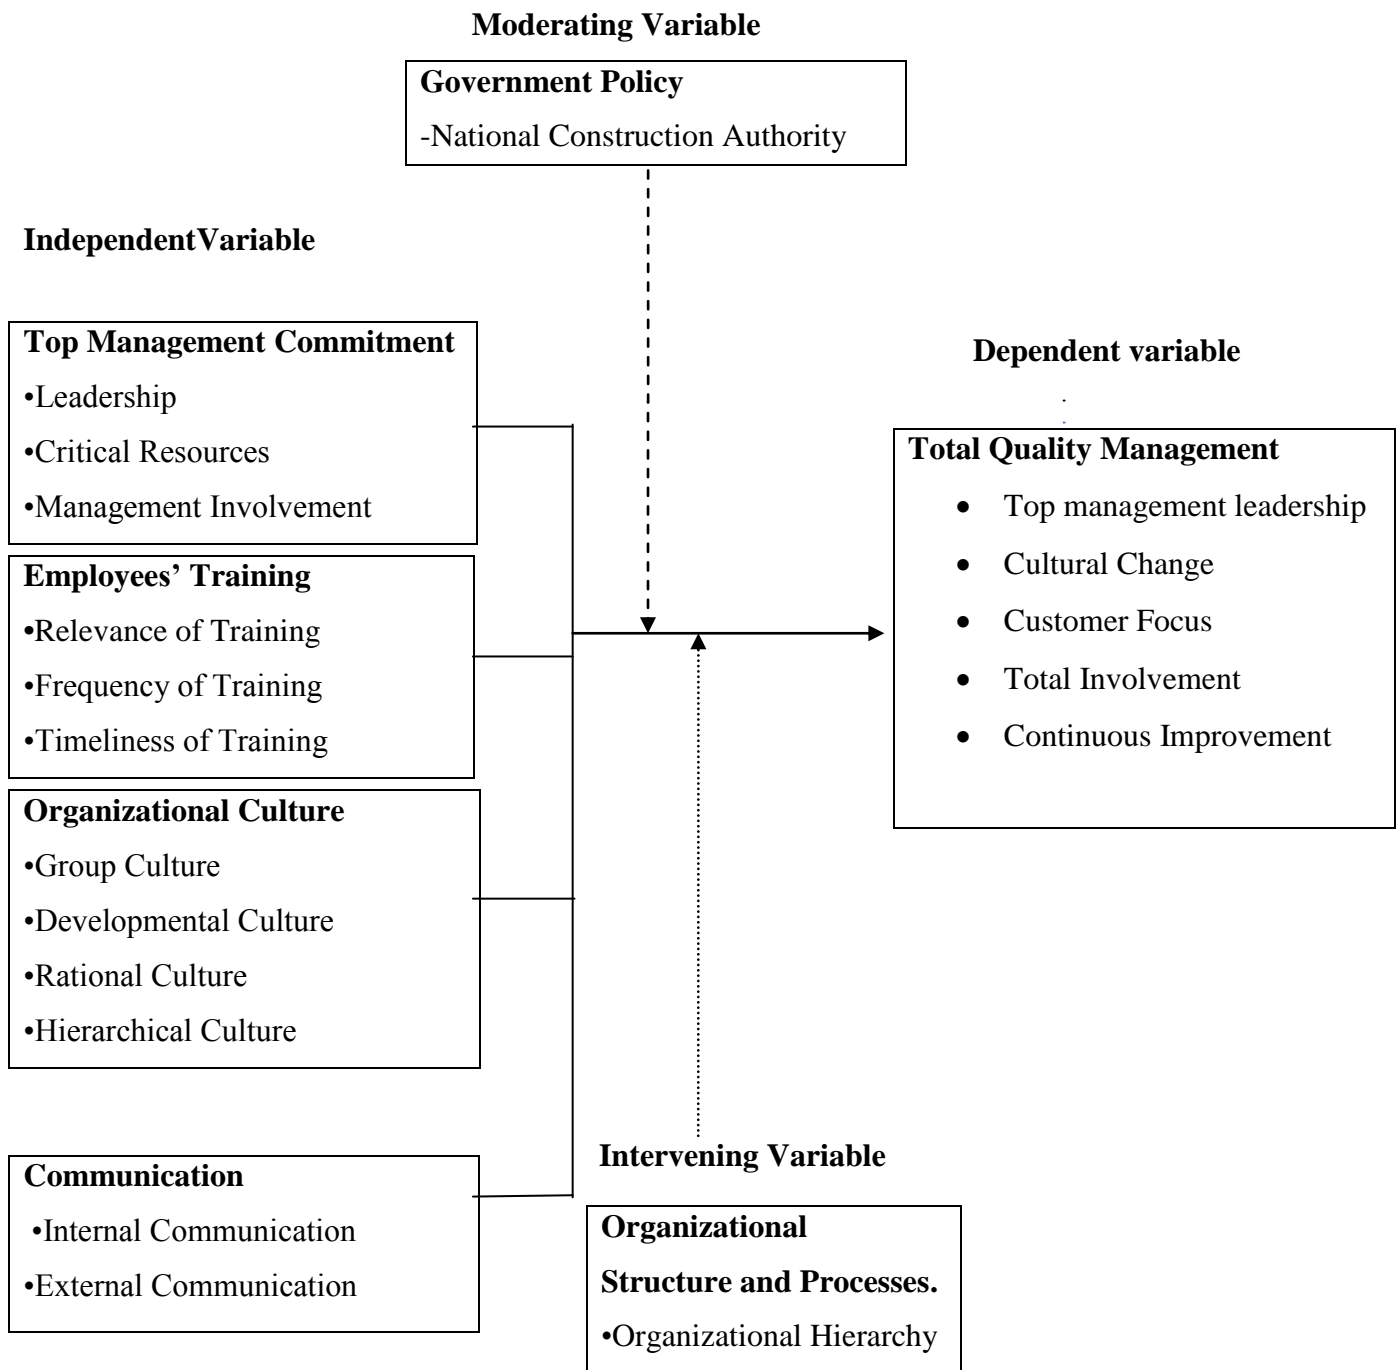 Moderating Variable
Government Policy
-National Construction Authority
IndependentVariable
Top Management Commitment
•Leadership
•Critical Resources
•Management Involvement
Employees’ Training
•Relevance of Training
•Frequency of Training
•Timeliness of Training
Organizational Culture
•Group Culture
•Developmental Culture
•Rational Culture
•Hierarchical Culture
Communication
•Internal Communication
•External Communication
Dependent variable
Total Quality Management
• Top management leadership
• Cultural Change
• Customer Focus
• Total Involvement
• Continuous Improvement
Intervening Variable
Organizational
Structure and Processes.
•Organizational Hierarchy